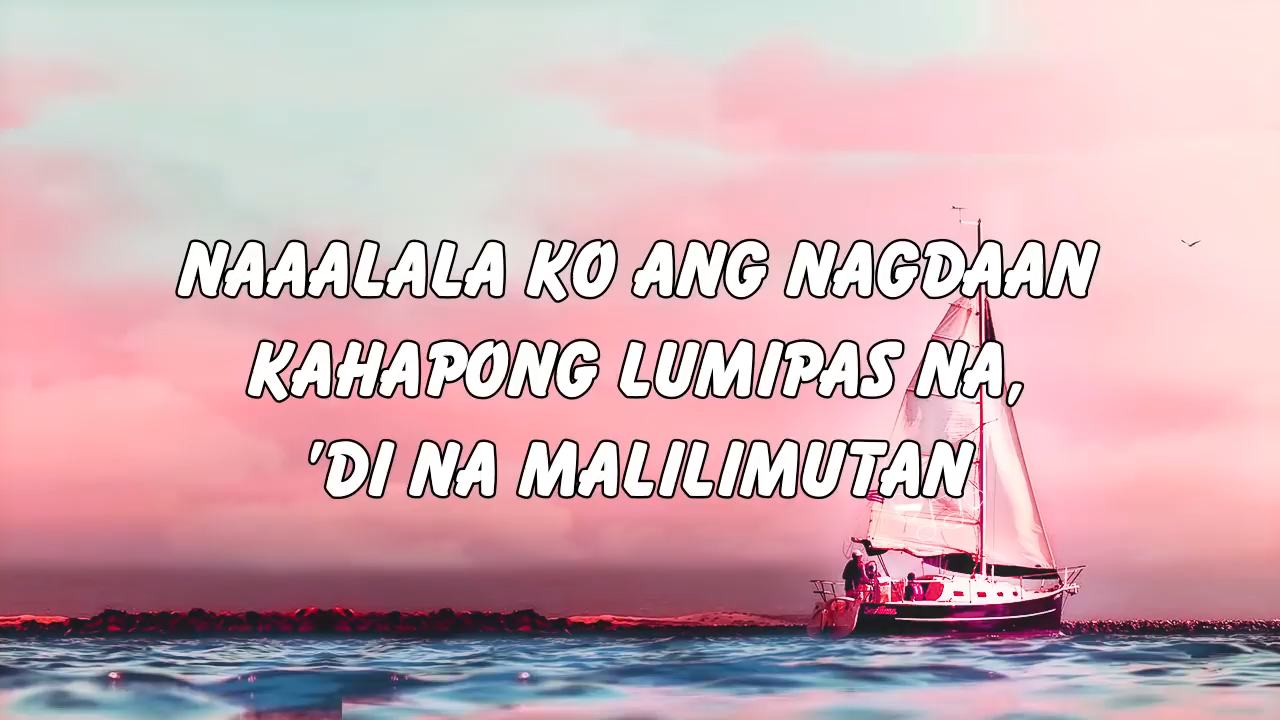 NAAALALA KO ANG NAGDAAN
KAHAPONG LUMIPAS NA,
'DI NA MALILIMUTAN